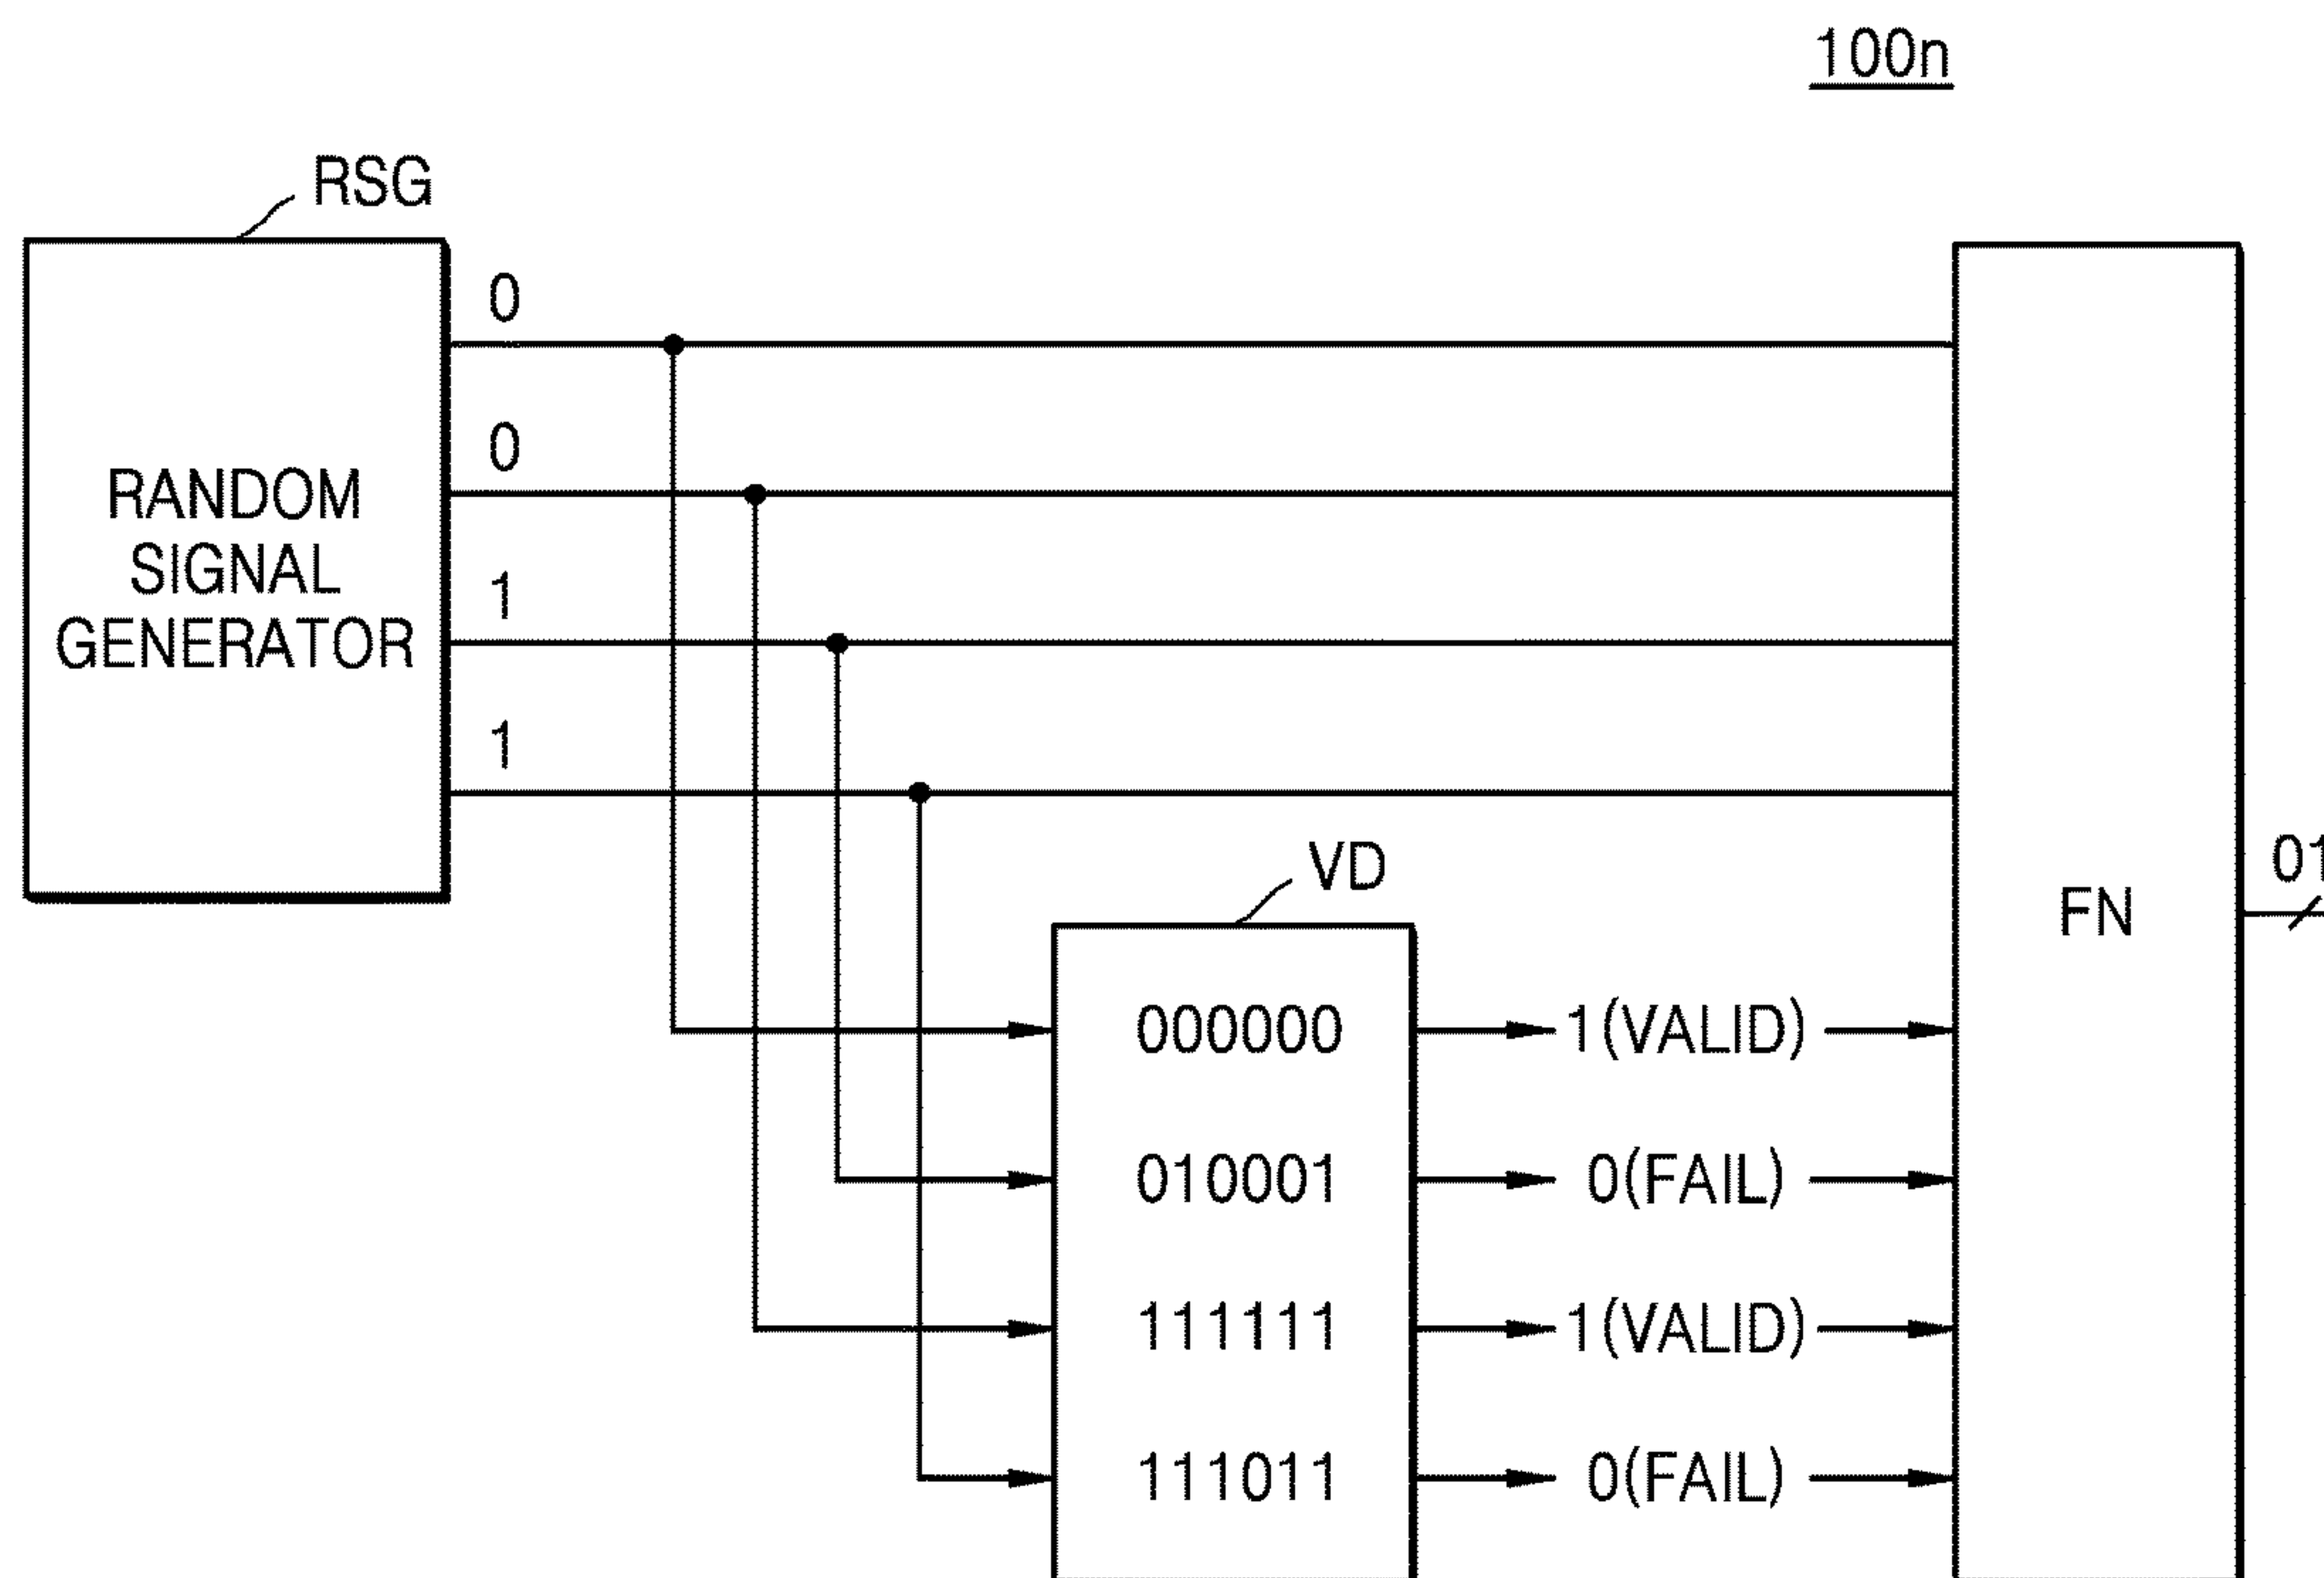 100n
RSG
0
0
RANDOM
SIGNAL
GENERATOR
1
1
VD
01
FN
000000
1(VALID)
010001
0(FAIL)
111111
1(VALID)
111011
0(FAIL)